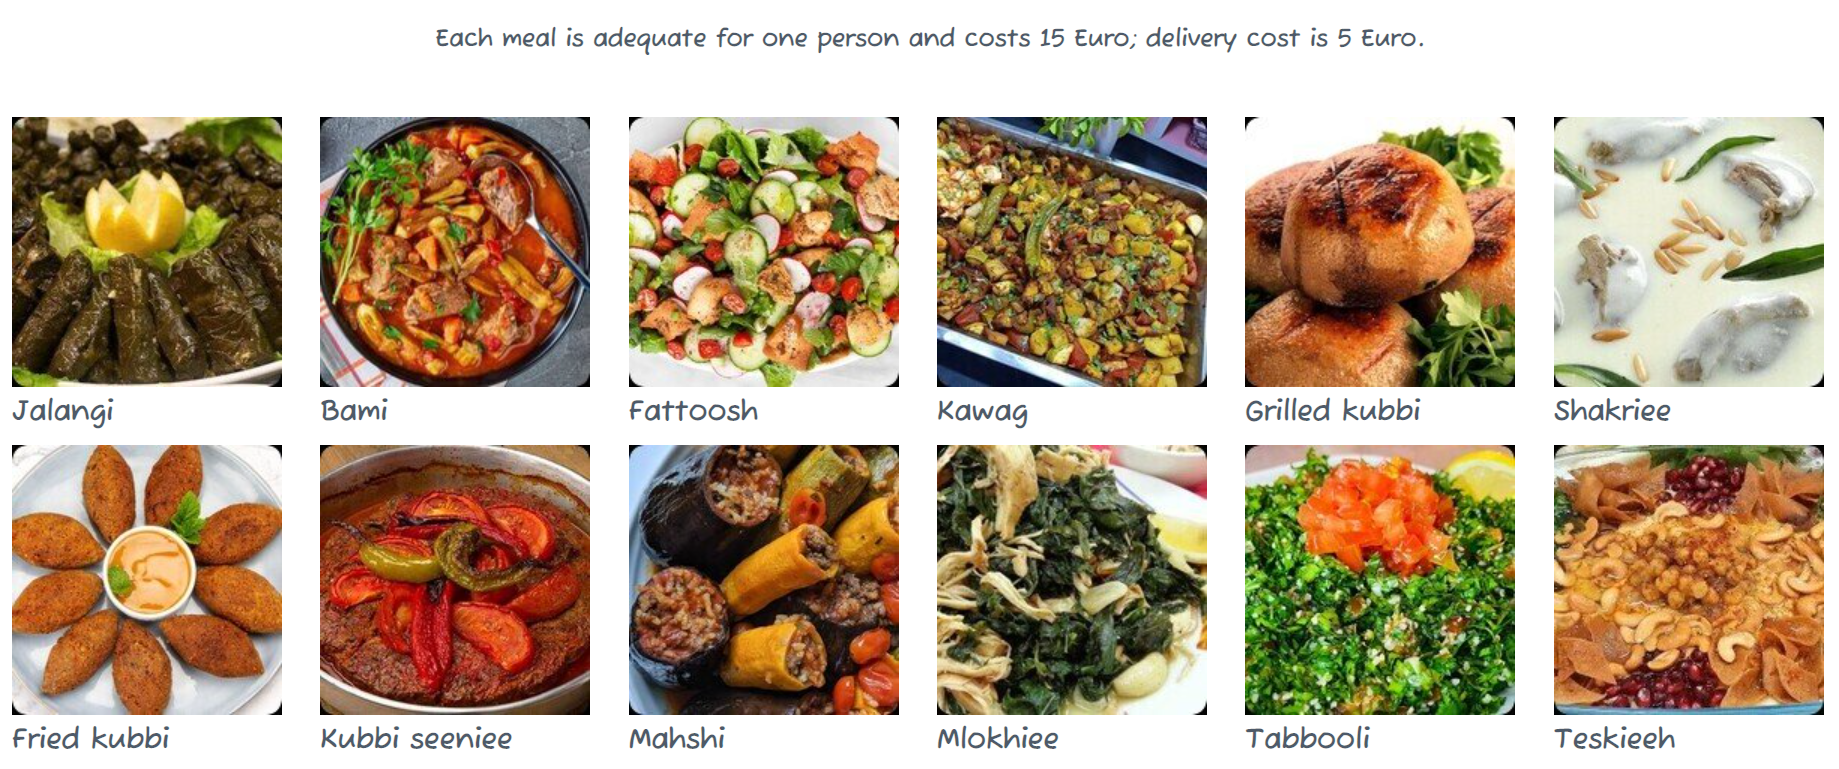 Each meal is adequate for one person and costs 15 Euro; delivery cost is 5 Euro.
Jalangi
Bami
Fattoosh
Kawag
Grilled kubbi
Shakriee
Fried kubbi
Kubbi seeniee
Mahshi
Mlokhiee
Tabbooli
Teskieeh